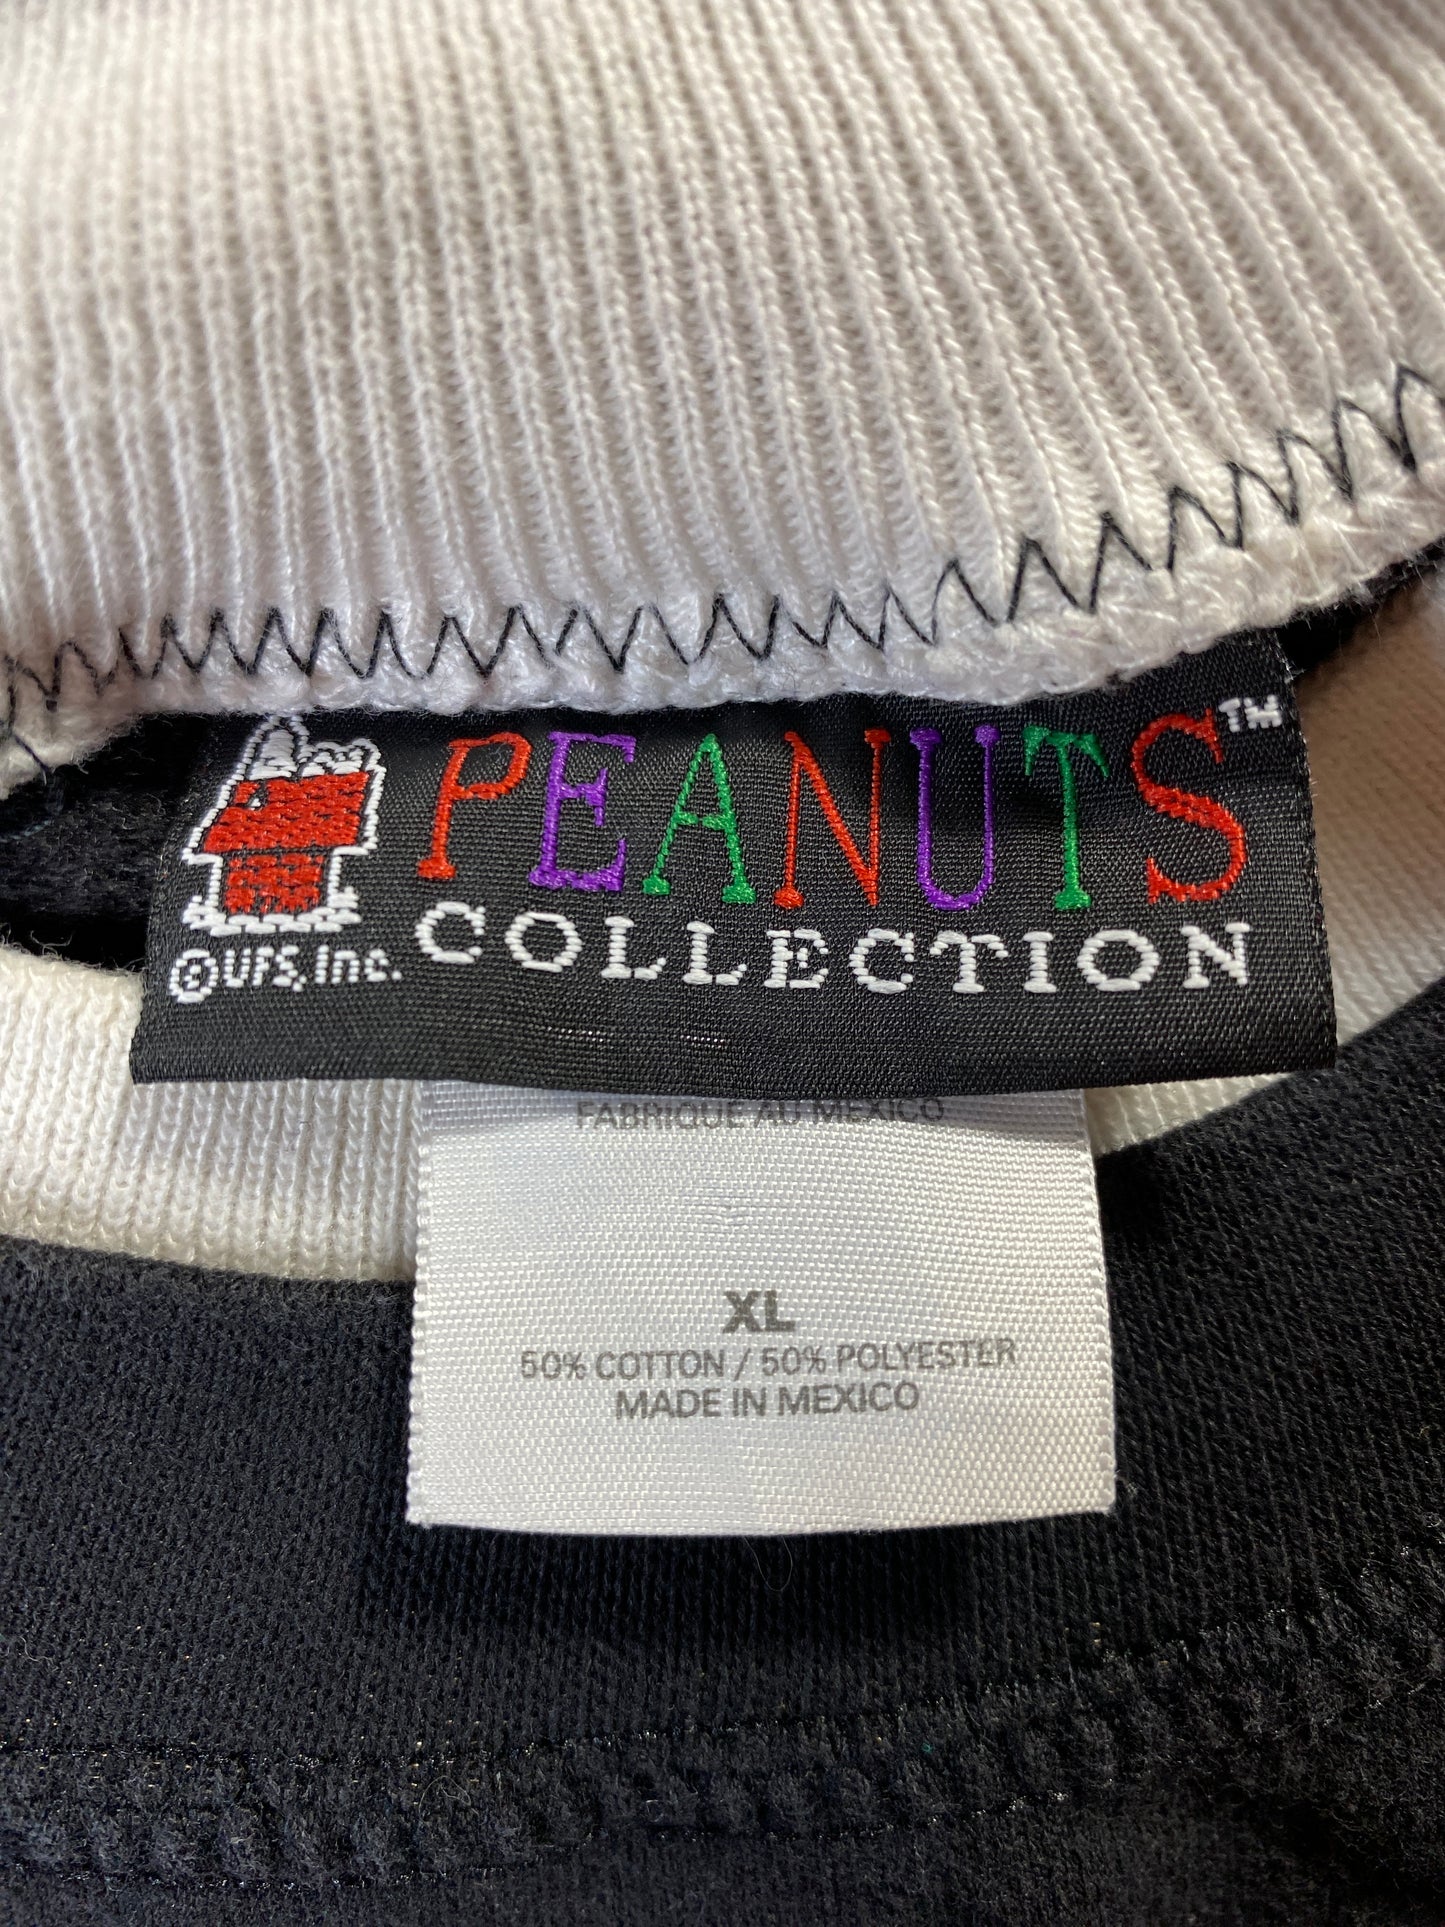 PEANUTS™
COLLECTION
©UFS, Inc.
FABRIQUE AU MEXICO
XL
50% COTTON / 50% POLYESTER
MADE IN MEXICO